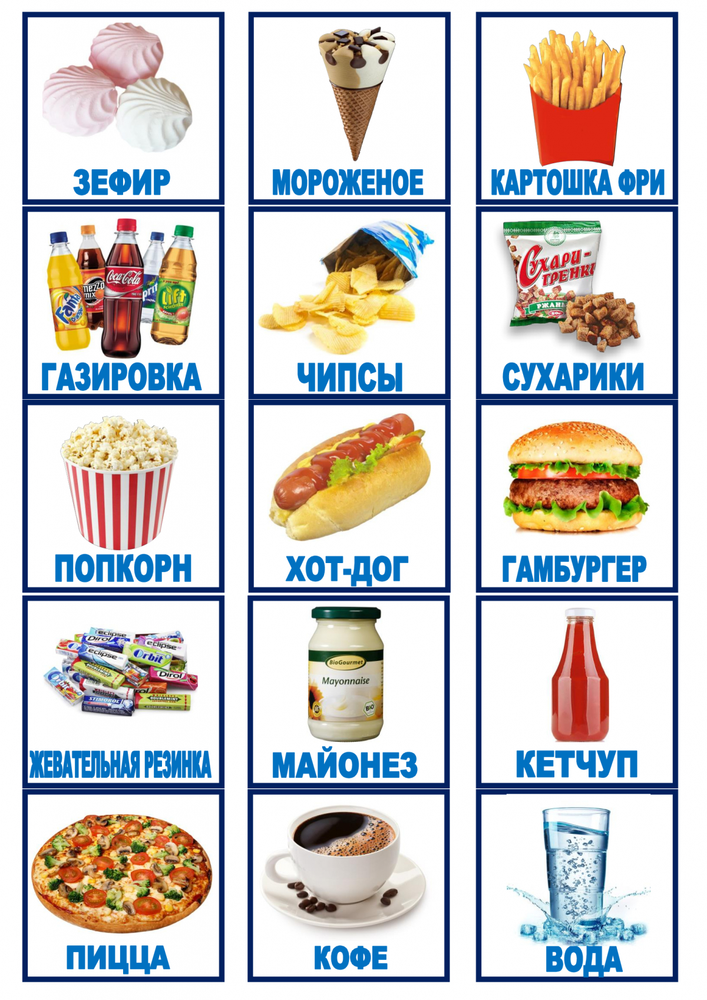 ЗЕФИР
МОРОЖЕНОЕ
КАРТОШКА ФРИ
Fanta
mezzo
mix
Coca-Cola
Lift
ГАЗИРОВКА
ЧИПСЫ
СУХАРИ-
ТРЕНКИ
50г
СУХАРИКИ
ПОПКОРН
ХОТ-ДОГ
ГАМБУРГЕР
eclipse
Dirol
eclipse
eclipse
Orbit
Dirol
DOUBLEMINT
STIMOROL
WRIGLEY'S
DOUBLEMINT
ЖЕВАТЕЛЬНАЯ РЕЗИНКА
BioGourmet
Mayonnaise
BIO
МАЙОНЕЗ
КЕТЧУП
ПИЦЦА
КОФЕ
ВОДА